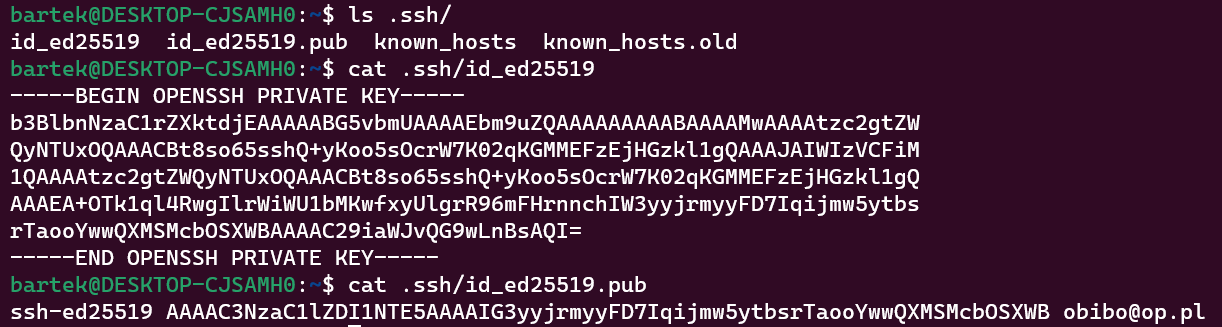 bartek@DESKTOP-CJSAMH0:~$ ls .ssh/
id_ed25519  id_ed25519.pub  known_hosts  known_hosts.old
bartek@DESKTOP-CJSAMH0:~$ cat .ssh/id_ed25519
-----BEGIN OPENSSH PRIVATE KEY-----
b3BlbnNzaC1rZXktdjEAAAAABG5vbmUAAAAEbm9uZQAAAAAAAAABAAAAMwAAAAtzc2gtZW
QyNTUxOQAAACBt8so65sshQ+yKoo5sOcrW7K02qKGMMEFzEjHGzkl1gQAAAJAIWIzVCFiM
1QAAAAtzc2gtZWQyNTUxOQAAACBt8so65sshQ+yKoo5sOcrW7K02qKGMMEFzEjHGzkl1gQ
AAAEA+OTk1ql4RwgIlrWiWU1bMKwfxyUlgrR96mFHrnnchIW3yyjrmyyFD7Iqijmw5ytbs
rTaooYwwQXMSMcbOSXWBAAAAC29iaWJvQG9wLnBsAQI=
-----END OPENSSH PRIVATE KEY-----
bartek@DESKTOP-CJSAMH0:~$ cat .ssh/id_ed25519.pub
ssh-ed25519 AAAAC3NzaC1lZDI1NTE5AAAAIG3yyjrmyyFD7Iqijmw5ytbsrTaooYwwQXMSMcbOSXWB obibo@op.pl